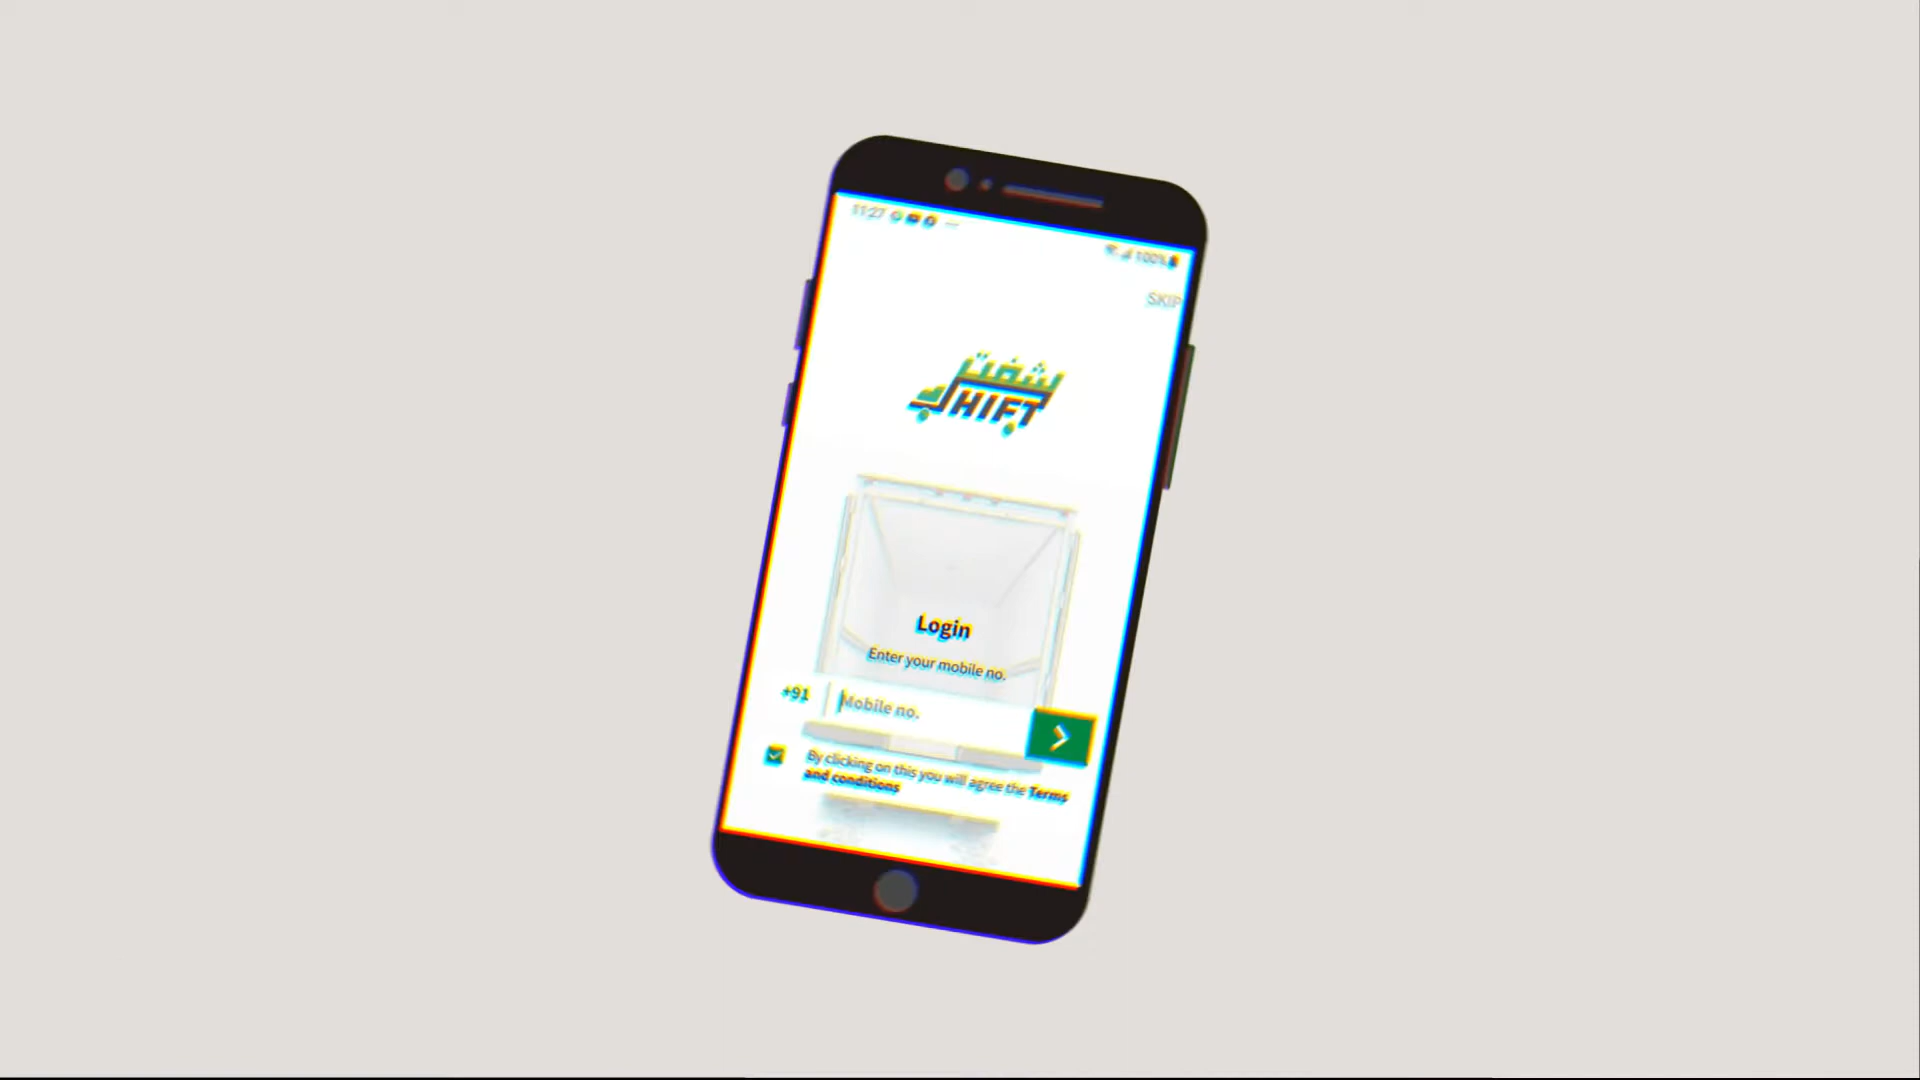 11:27
100%
SKIP
شفت
SHIFT
Login
Enter your mobile no.
+91 Mobile no.
By clicking on this you will agree the Terms
and conditions